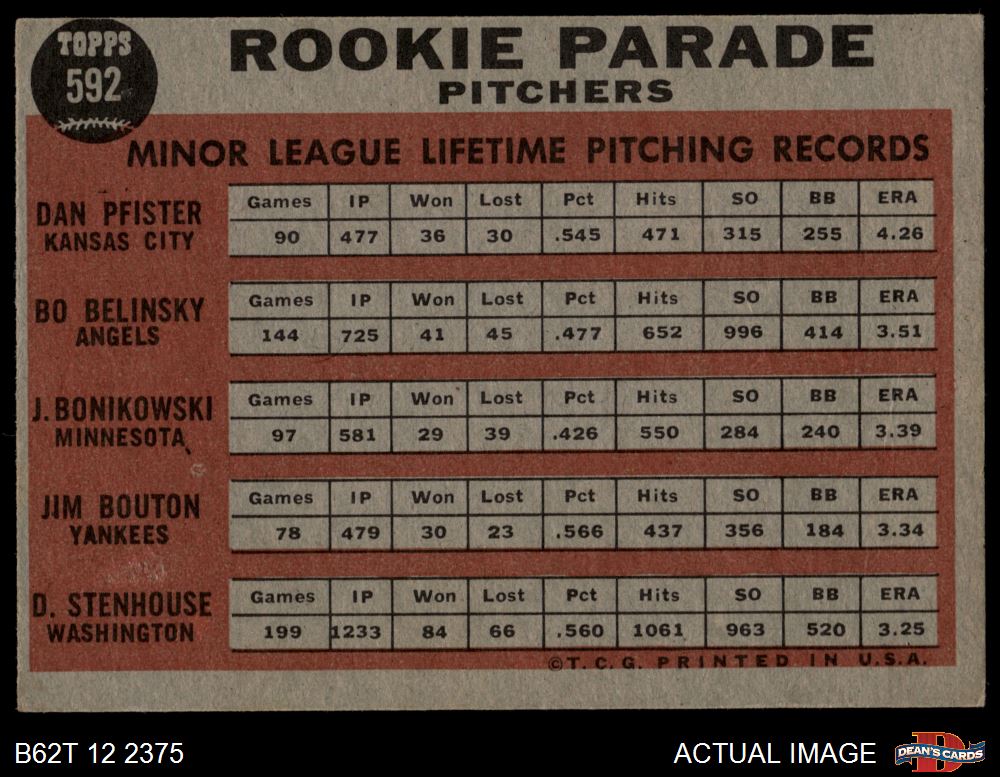 TOPPS
592
ROOKIE PARADE
PITCHERS
MINOR LEAGUE LIFETIME PITCHING RECORDS
DAN PFISTER
KANSAS CITY
Games IP Won Lost Pct Hits SO BB ERA
90 477 36 30 .545 471 315 255 4.26
BO BELINSKY
ANGELS
Games IP Won Lost Pct Hits SO BB ERA
144 725 41 45 .477 652 996 414 3.51
J. BONIKOWSKI
MINNESOTA
Games IP Won Lost Pct Hits SO BB ERA
97 581 29 39 .426 550 284 240 3.39
JIM BOUTON
YANKEES
Games IP Won Lost Pct Hits SO BB ERA
78 479 30 23 .566 437 356 184 3.34
D. STENHOUSE
WASHINGTON
Games IP Won Lost Pct Hits SO BB ERA
199 1233 84 66 .560 1061 963 520 3.25
©T.C.G. PRINTED IN U.S.A.
B62T 12 2375
ACTUAL IMAGE
D
DEAN'S CARDS